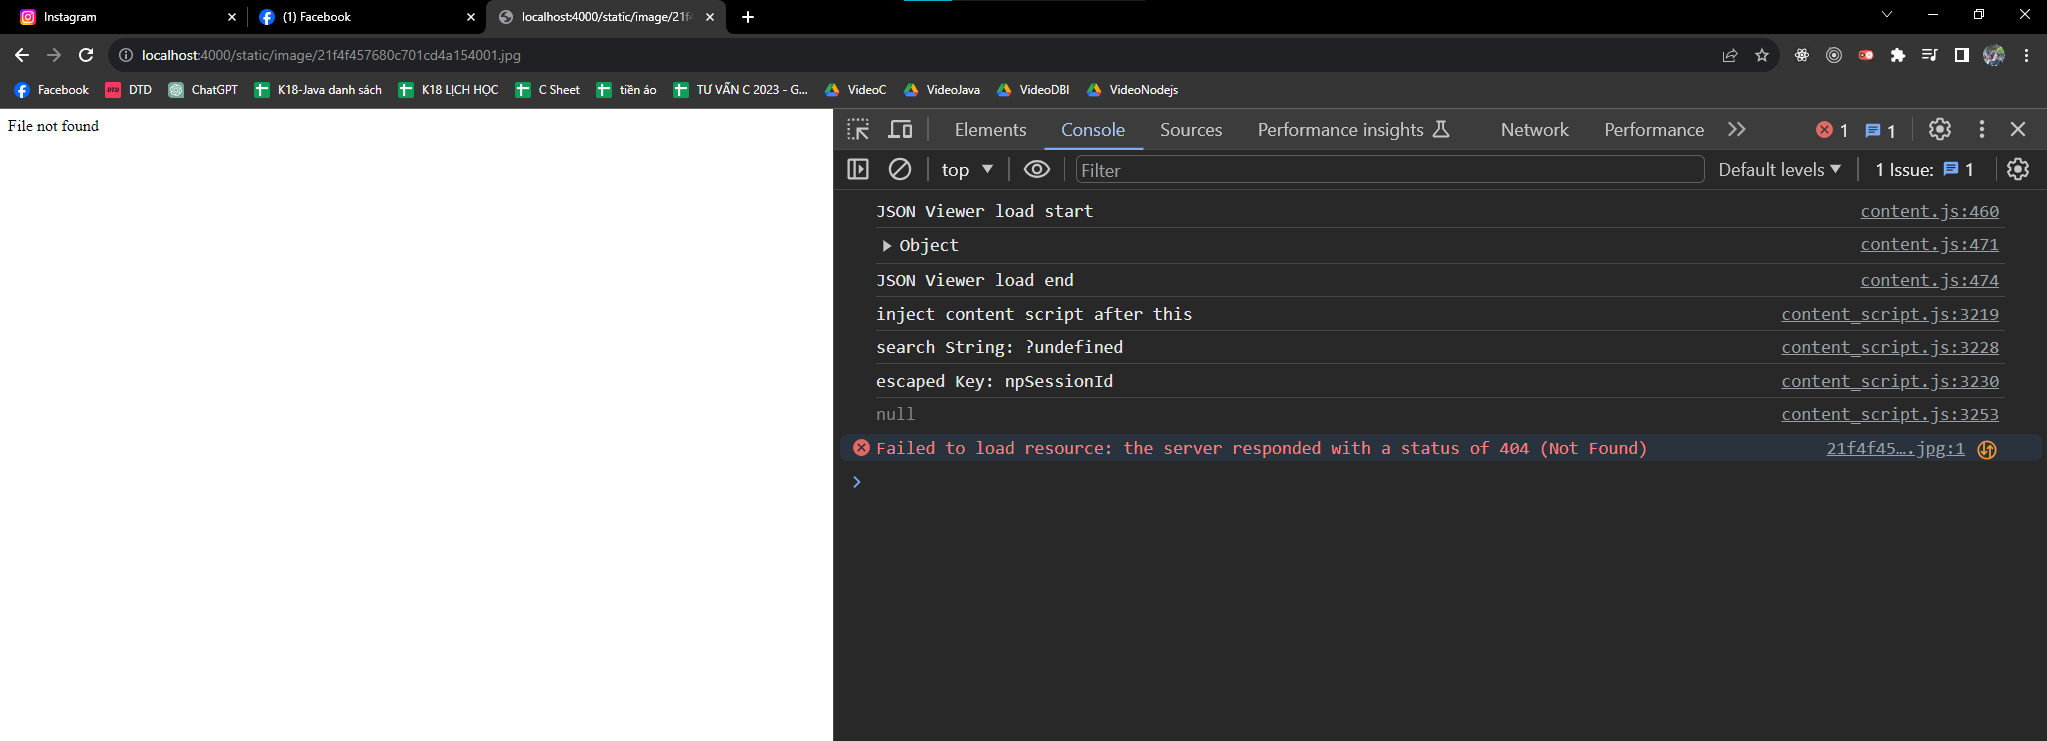 Instagram
(1) Facebook
localhost:4000/static/image/21f4
localhost:4000/static/image/21f4f457680c701cd4a154001.jpg
Facebook DTD ChatGPT K18-Java danh sách K18 LỊCH HỌC C Sheet tiền áo TƯ VẤN C 2023 - G... VideoC VideoJava VideoDBI VideoNodejs
File not found
Elements Console Sources Performance insights Network Performance 1 1
top Filter Default levels 1 Issue: 1
JSON Viewer load start content.js:460
Object content.js:471
JSON Viewer load end content.js:474
inject content script after this content_script.js:3219
search String: ?undefined content_script.js:3228
escaped Key: npSessionId content_script.js:3230
null content_script.js:3253
Failed to load resource: the server responded with a status of 404 (Not Found) 21f4f45….jpg:1